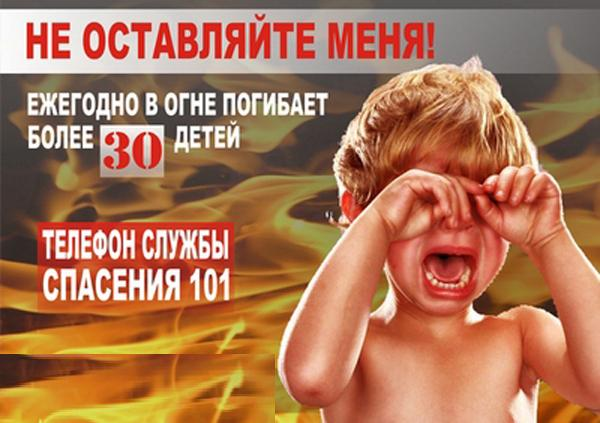 НЕ ОСТАВЛЯЙТЕ МЕНЯ!
ЕЖЕГОДНО В ОГНЕ ПОГИБАЕТ
БОЛЕЕ 30 ДЕТЕЙ
ТЕЛЕФОН СЛУЖБЫ
СПАСЕНИЯ 101